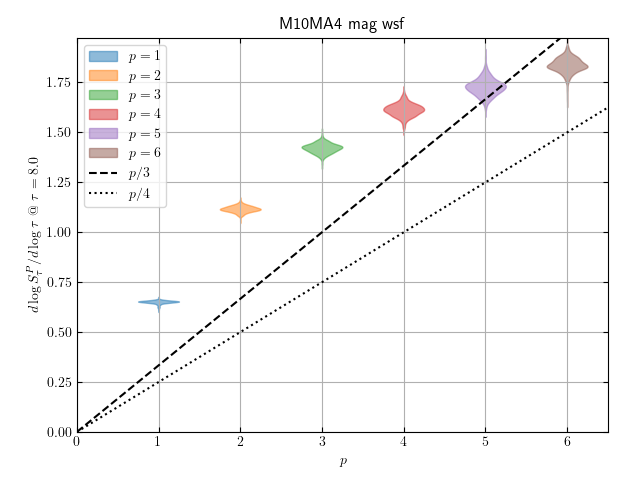 M10MA4 mag wsf
p = 1
p = 2
p = 3
p = 4
p = 5
p = 6
p/3
p/4
d log S_τ^P / d log τ @ τ = 8.0
1.75
1.50
1.25
1.00
0.75
0.50
0.25
0.00
0 1 2 3 4 5 6
p